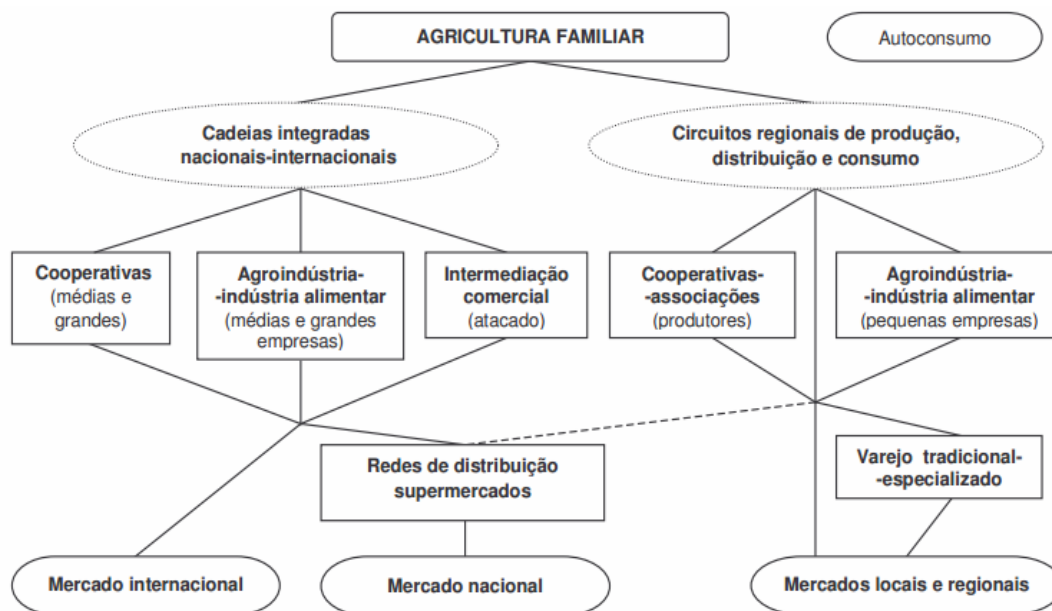 AGRICULTURA FAMILIAR
Autoconsumo
Cadeias integradas
nacionais-internacionais
Circuitos regionais de produção,
distribuição e consumo
Cooperativas
(médias e
grandes)
Agroindústria-
-indústria alimentar
(médias e grandes
empresas)
Intermediação
comercial
(atacado)
Cooperativas-
-associações
(produtores)
Agroindústria-
-indústria alimentar
(pequenas empresas)
Redes de distribuição
supermercados
Varejo tradicional-
-especializado
Mercado internacional
Mercado nacional
Mercados locais e regionais